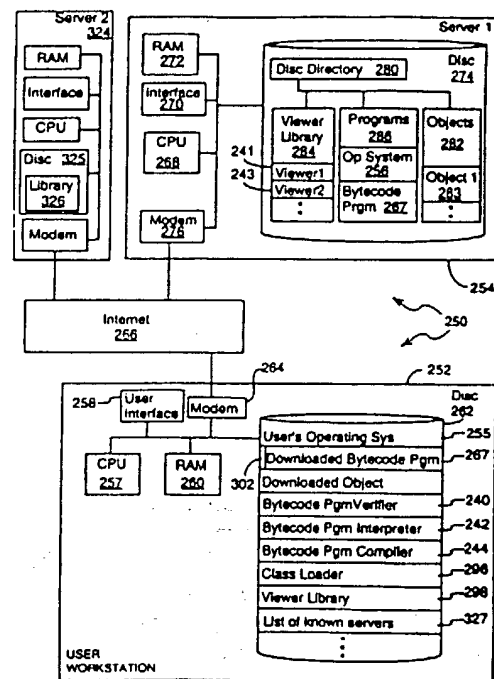 Server 2
324
RAM
Interface
CPU
Disc 325
Library
326
Modem
Server 1
RAM
272
Interface
270
CPU
268
Modem
276
Disc
274
Disc Directory 280
Viewer
Library
284
241
Viewer1
243
Viewer2
Programs
286
Op System
256
Bytecode
Prgm 267
Objects
282
Object 1
283
254
Internet
266
250
252
264
258
User
Interface
Modem
CPU
257
RAM
260
302
Disc
262
User's Operating Sys
255
Downloaded Bytecode Pgm
267
Downloaded Object
Bytecode PgmVerifier
240
Bytecode Pgm Interpreter
242
Bytecode Pgm Compiler
244
Class Loader
296
Viewer Library
298
List of known servers
327
USER
WORKSTATION